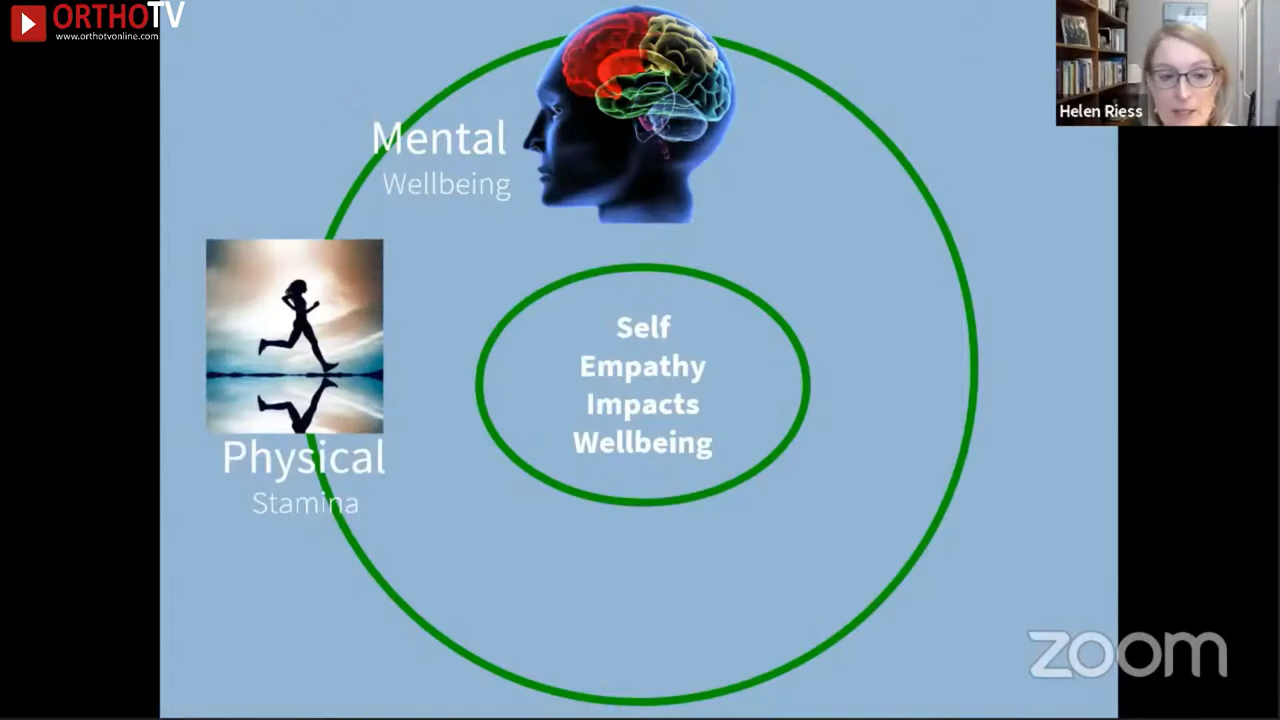 ORTHOTV
www.orthotvonline.com
Helen Riess
Mental
Wellbeing
Self
Empathy
Impacts
Wellbeing
Physical
Stamina
zoom